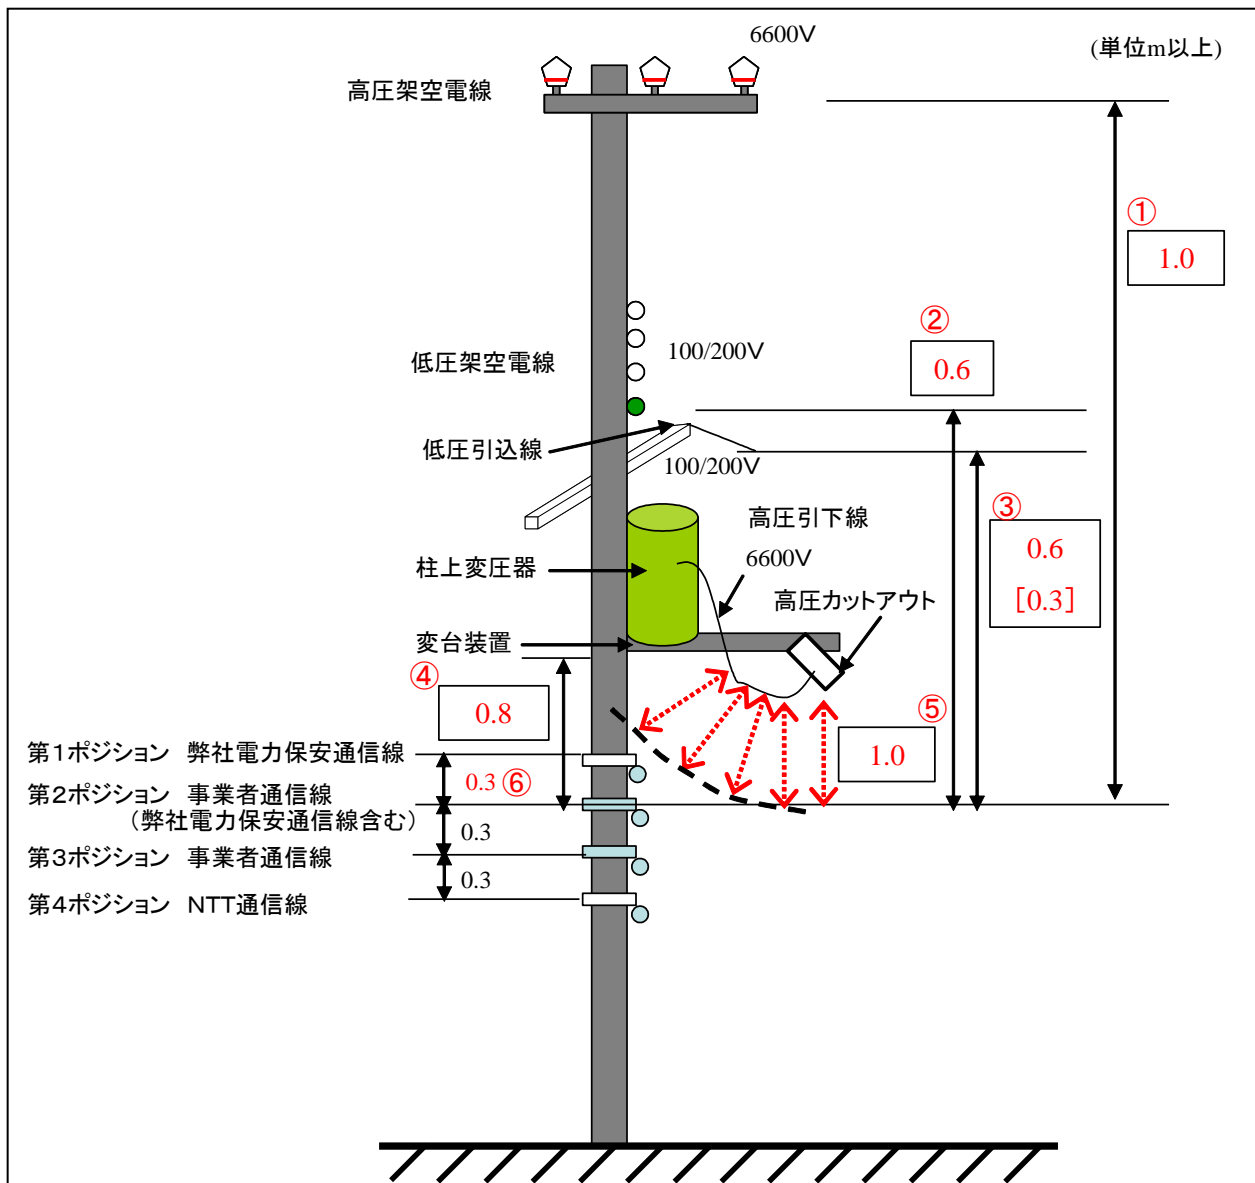 6600V
(単位m以上)
高圧架空電線
①
1.0
②
0.6
100/200V
低圧架空電線
低圧引込線
100/200V
③
0.6
[0.3]
高圧引下線
6600V
柱上変圧器
高圧カットアウト
変台装置
④
0.8
⑤
1.0
第1ポジション 弊社電力保安通信線
0.3 ⑥
第2ポジション 事業者通信線
(弊社電力保安通信線含む)
0.3
第3ポジション 事業者通信線
0.3
第4ポジション NTT通信線